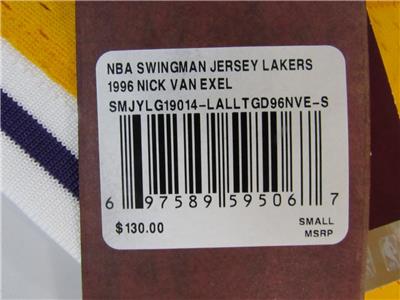 NBA SWINGMAN JERSEY LAKERS
1996 NICK VAN EXEL
SMJYLG19014-LALLTGD96NVE-S
6 97589 59506 7
$130.00 SMALL
MSRP